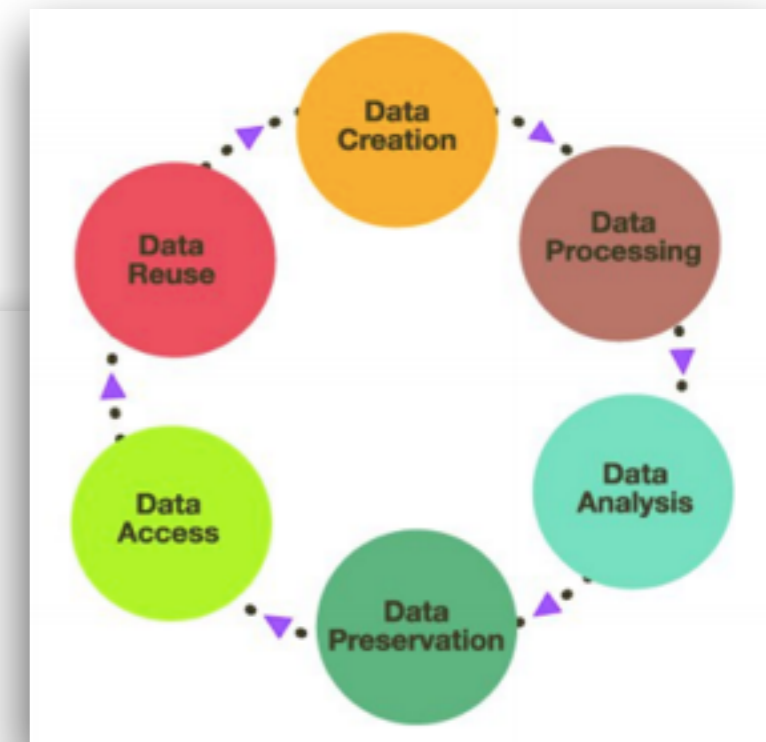 Data
Creation
Data
Processing
Data
Analysis
Data
Preservation
Data
Access
Data
Reuse